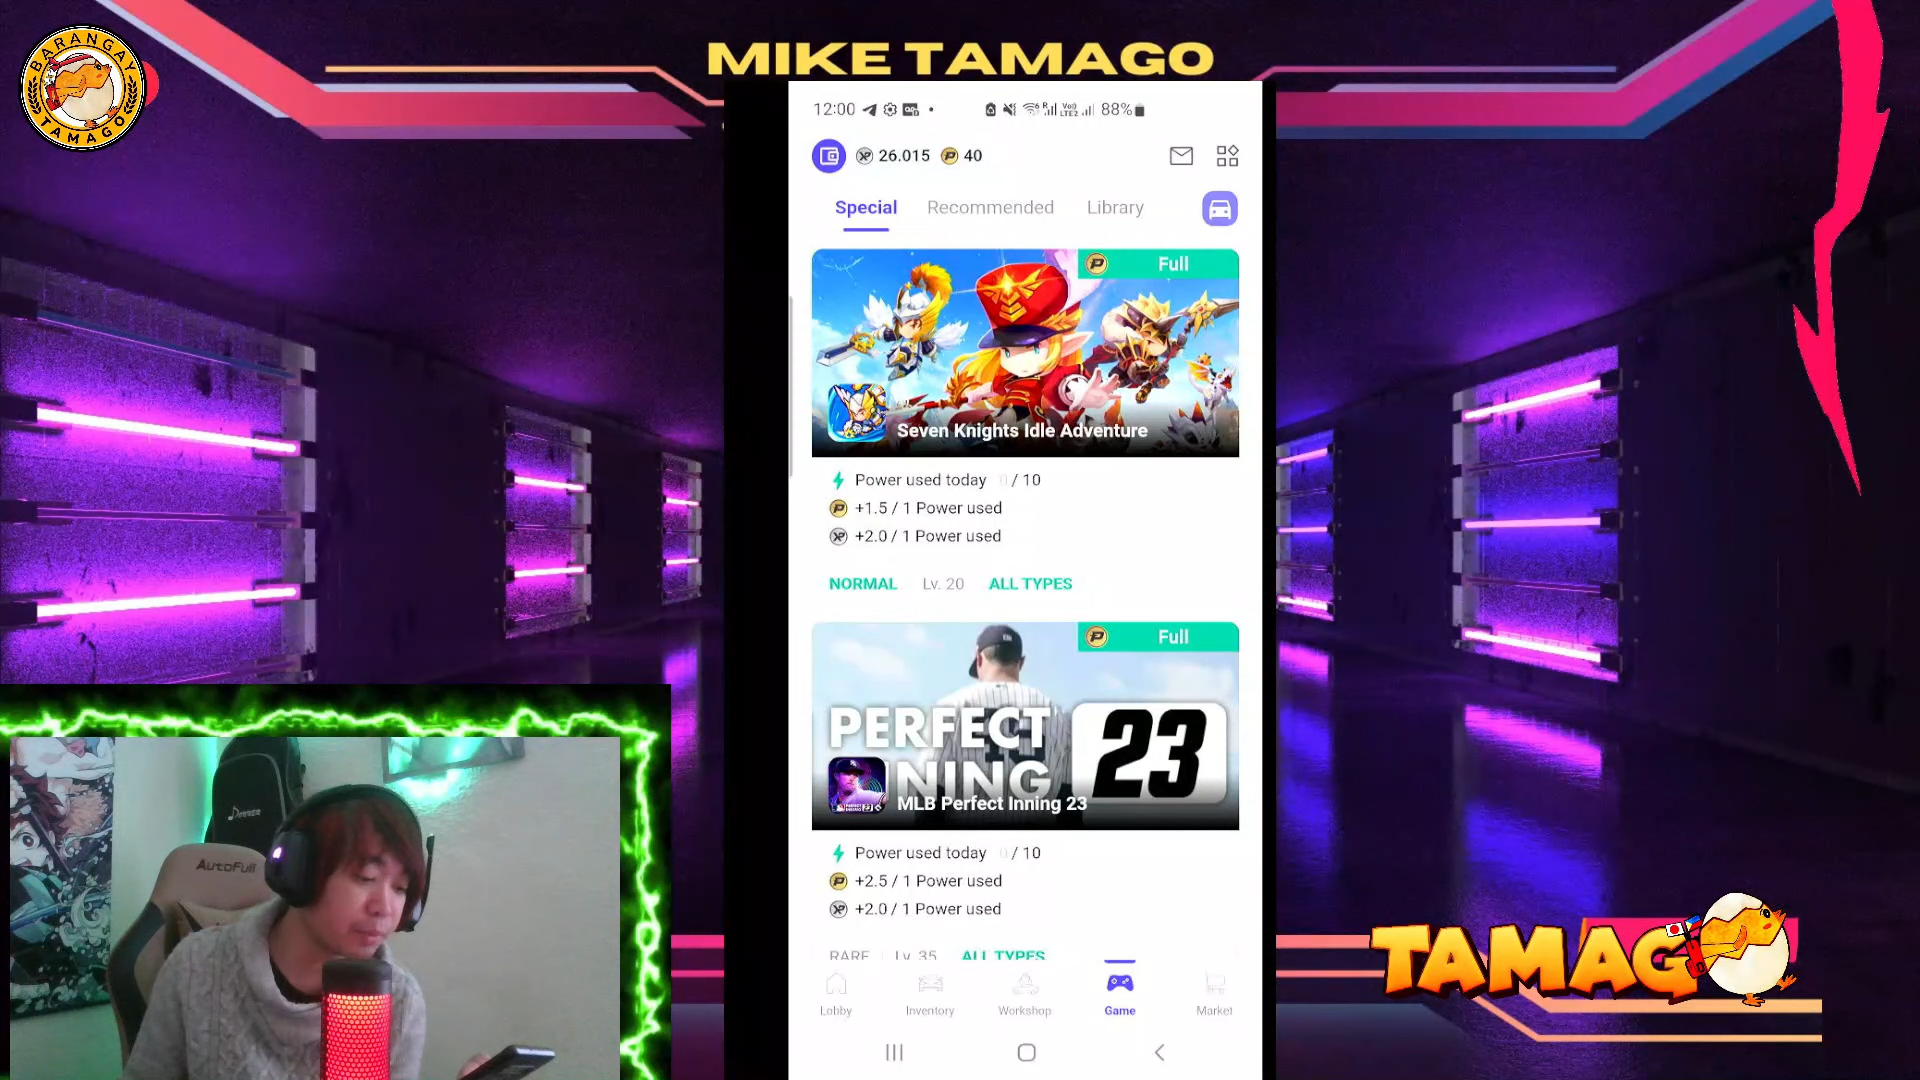 MIKE TAMAGO
BARANGAY
TAMAGO
12:00
88%
26.015
40
Special
Recommended
Library
Full
Seven Knights Idle Adventure
Power used today 0 / 10
+1.5 / 1 Power used
+2.0 / 1 Power used
NORMAL Lv. 20 ALL TYPES
Full
PERFECT
INNING
23
MLB Perfect Inning 23
Power used today 0 / 10
+2.5 / 1 Power used
+2.0 / 1 Power used
RARE Lv. 35 ALL TYPES
Lobby
Inventory
Workshop
Game
Market
AutoFull
TAMAGO